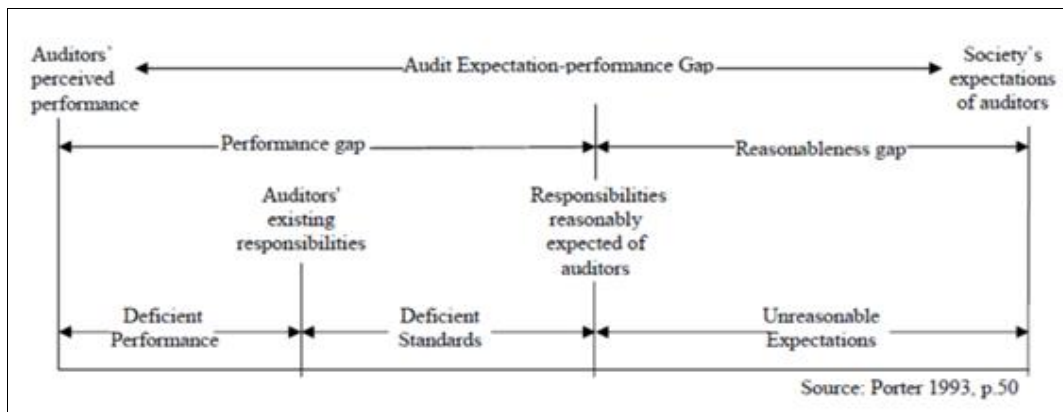 Auditors`
perceived
performance
Audit Expectation-performance Gap
Society`s
expectations
of auditors
Performance gap
Reasonableness gap
Auditors'
existing
responsibilities
Responsibilities
reasonably
expected of
auditors
Deficient
Performance
Deficient
Standards
Unreasonable
Expectations
Source: Porter 1993, p.50